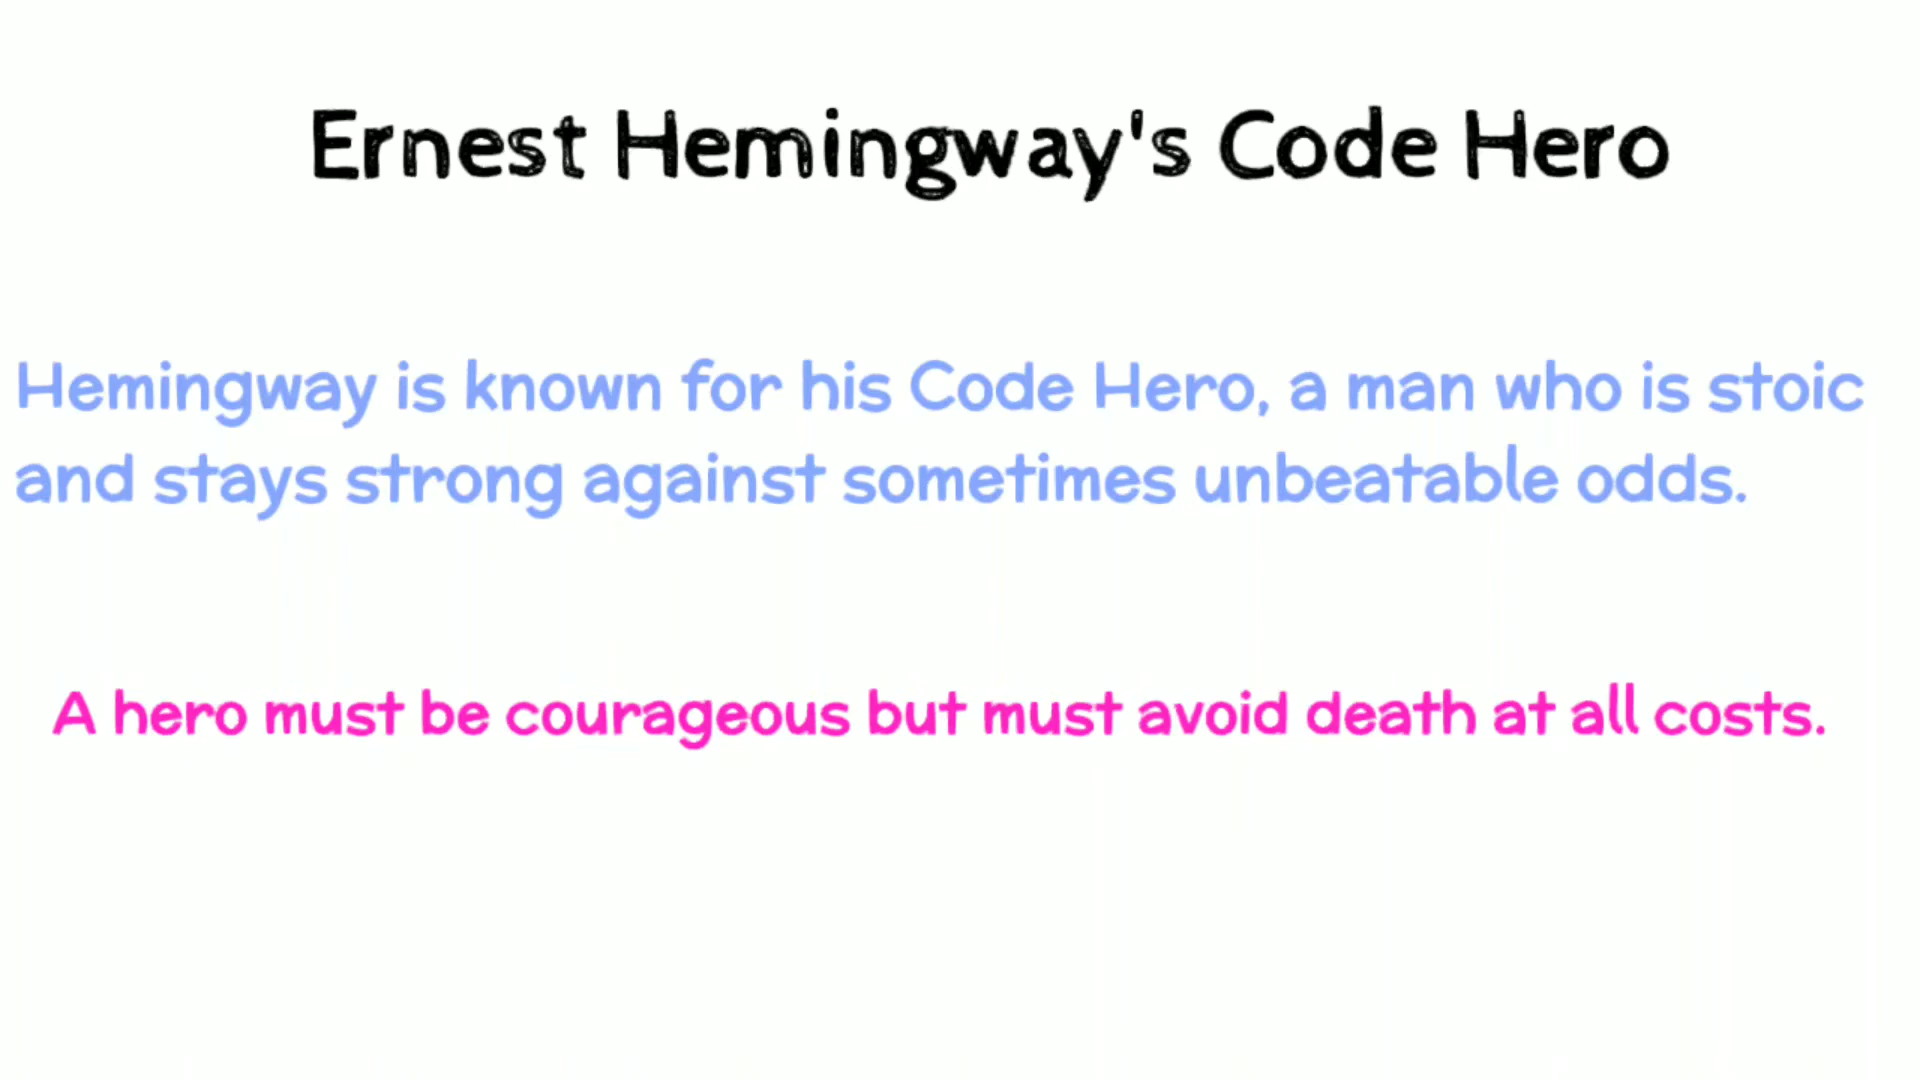 Ernest Hemingway's Code Hero
Hemingway is known for his Code Hero, a man who is stoic
and stays strong against sometimes unbeatable odds.
A hero must be courageous but must avoid death at all costs.